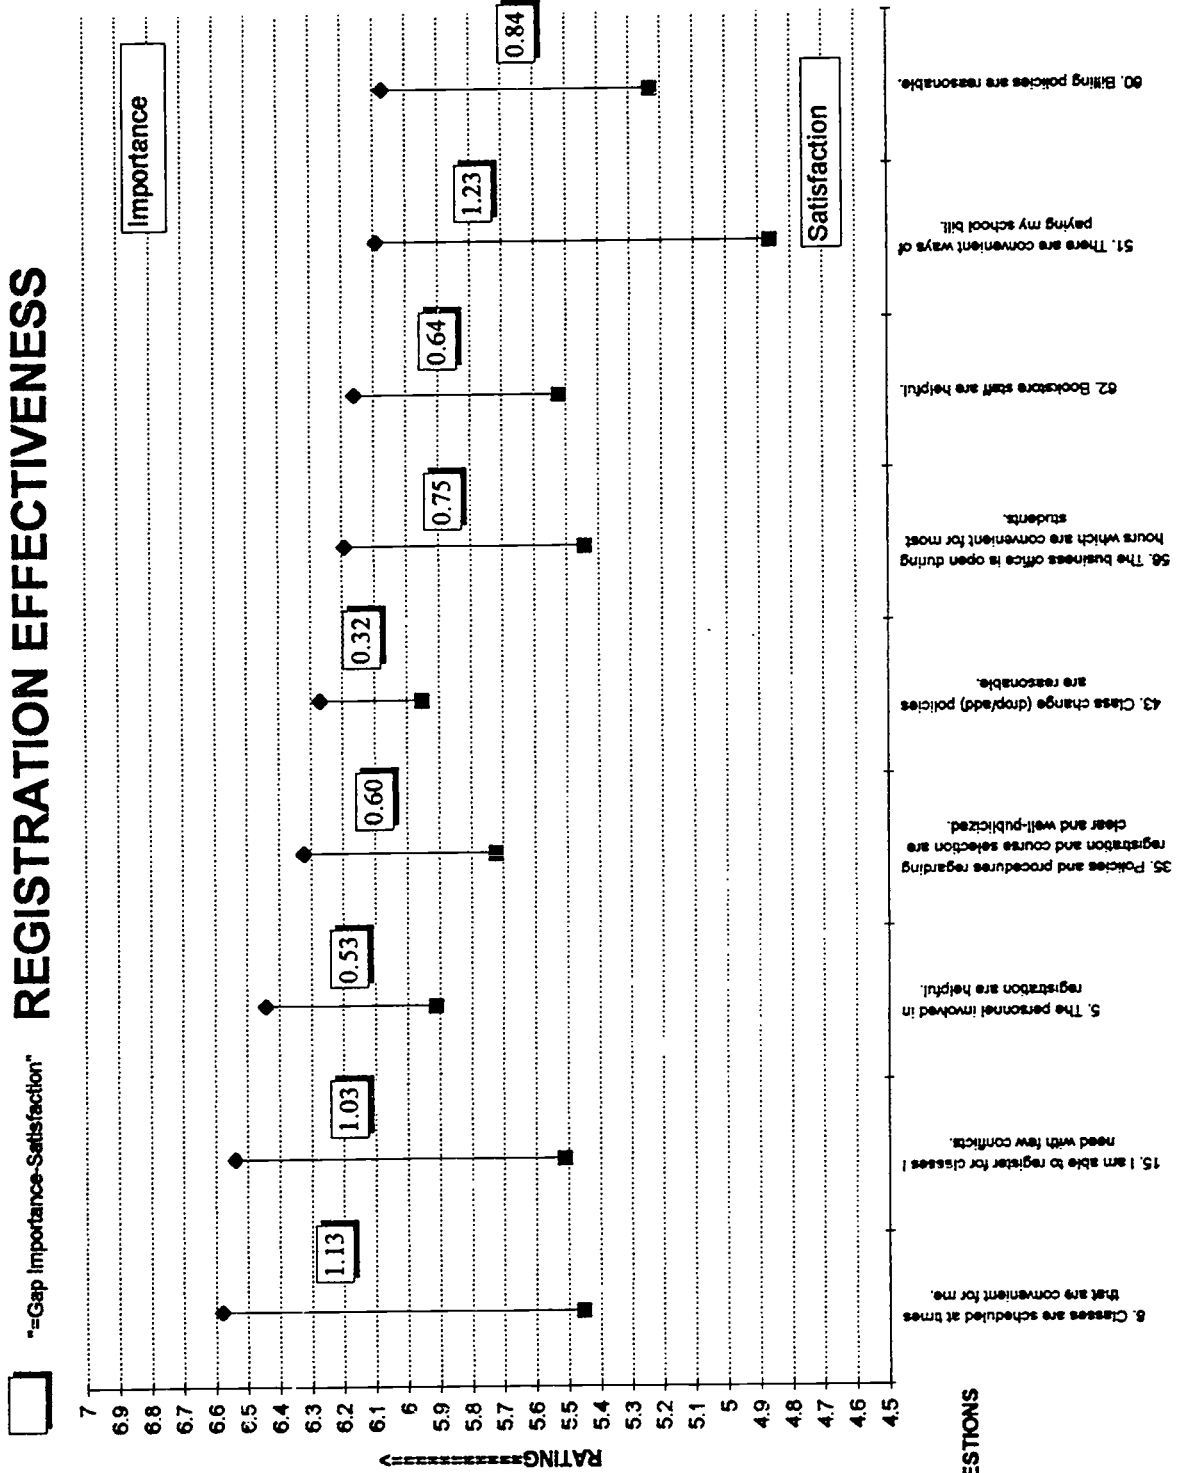 REGISTRATION EFFECTIVENESS
"=Gap Importance-Satisfaction"
Importance
Satisfaction
RATING===========>
7
6.9
6.8
6.7
6.6
6.5
6.4
6.3
6.2
6.1
6
5.9
5.8
5.7
5.6
5.5
5.4
5.3
5.2
5.1
5
4.9
4.8
4.7
4.6
4.5
1.13
1.03
0.53
0.60
0.32
0.75
0.64
1.23
0.84
8. Classes are scheduled at times
that are convenient for me.
15. I am able to register for classes I
need with few conflicts.
5. The personnel involved in
registration are helpful.
35. Policies and procedures regarding
registration and course selection are
clear and well-publicized.
43. Class change (drop/add) policies
are reasonable.
56. The business office is open during
hours which are convenient for most
students.
62. Bookstore staff are helpful.
51. There are convenient ways of
paying my school bill.
60. Billing policies are reasonable.
ESTIONS